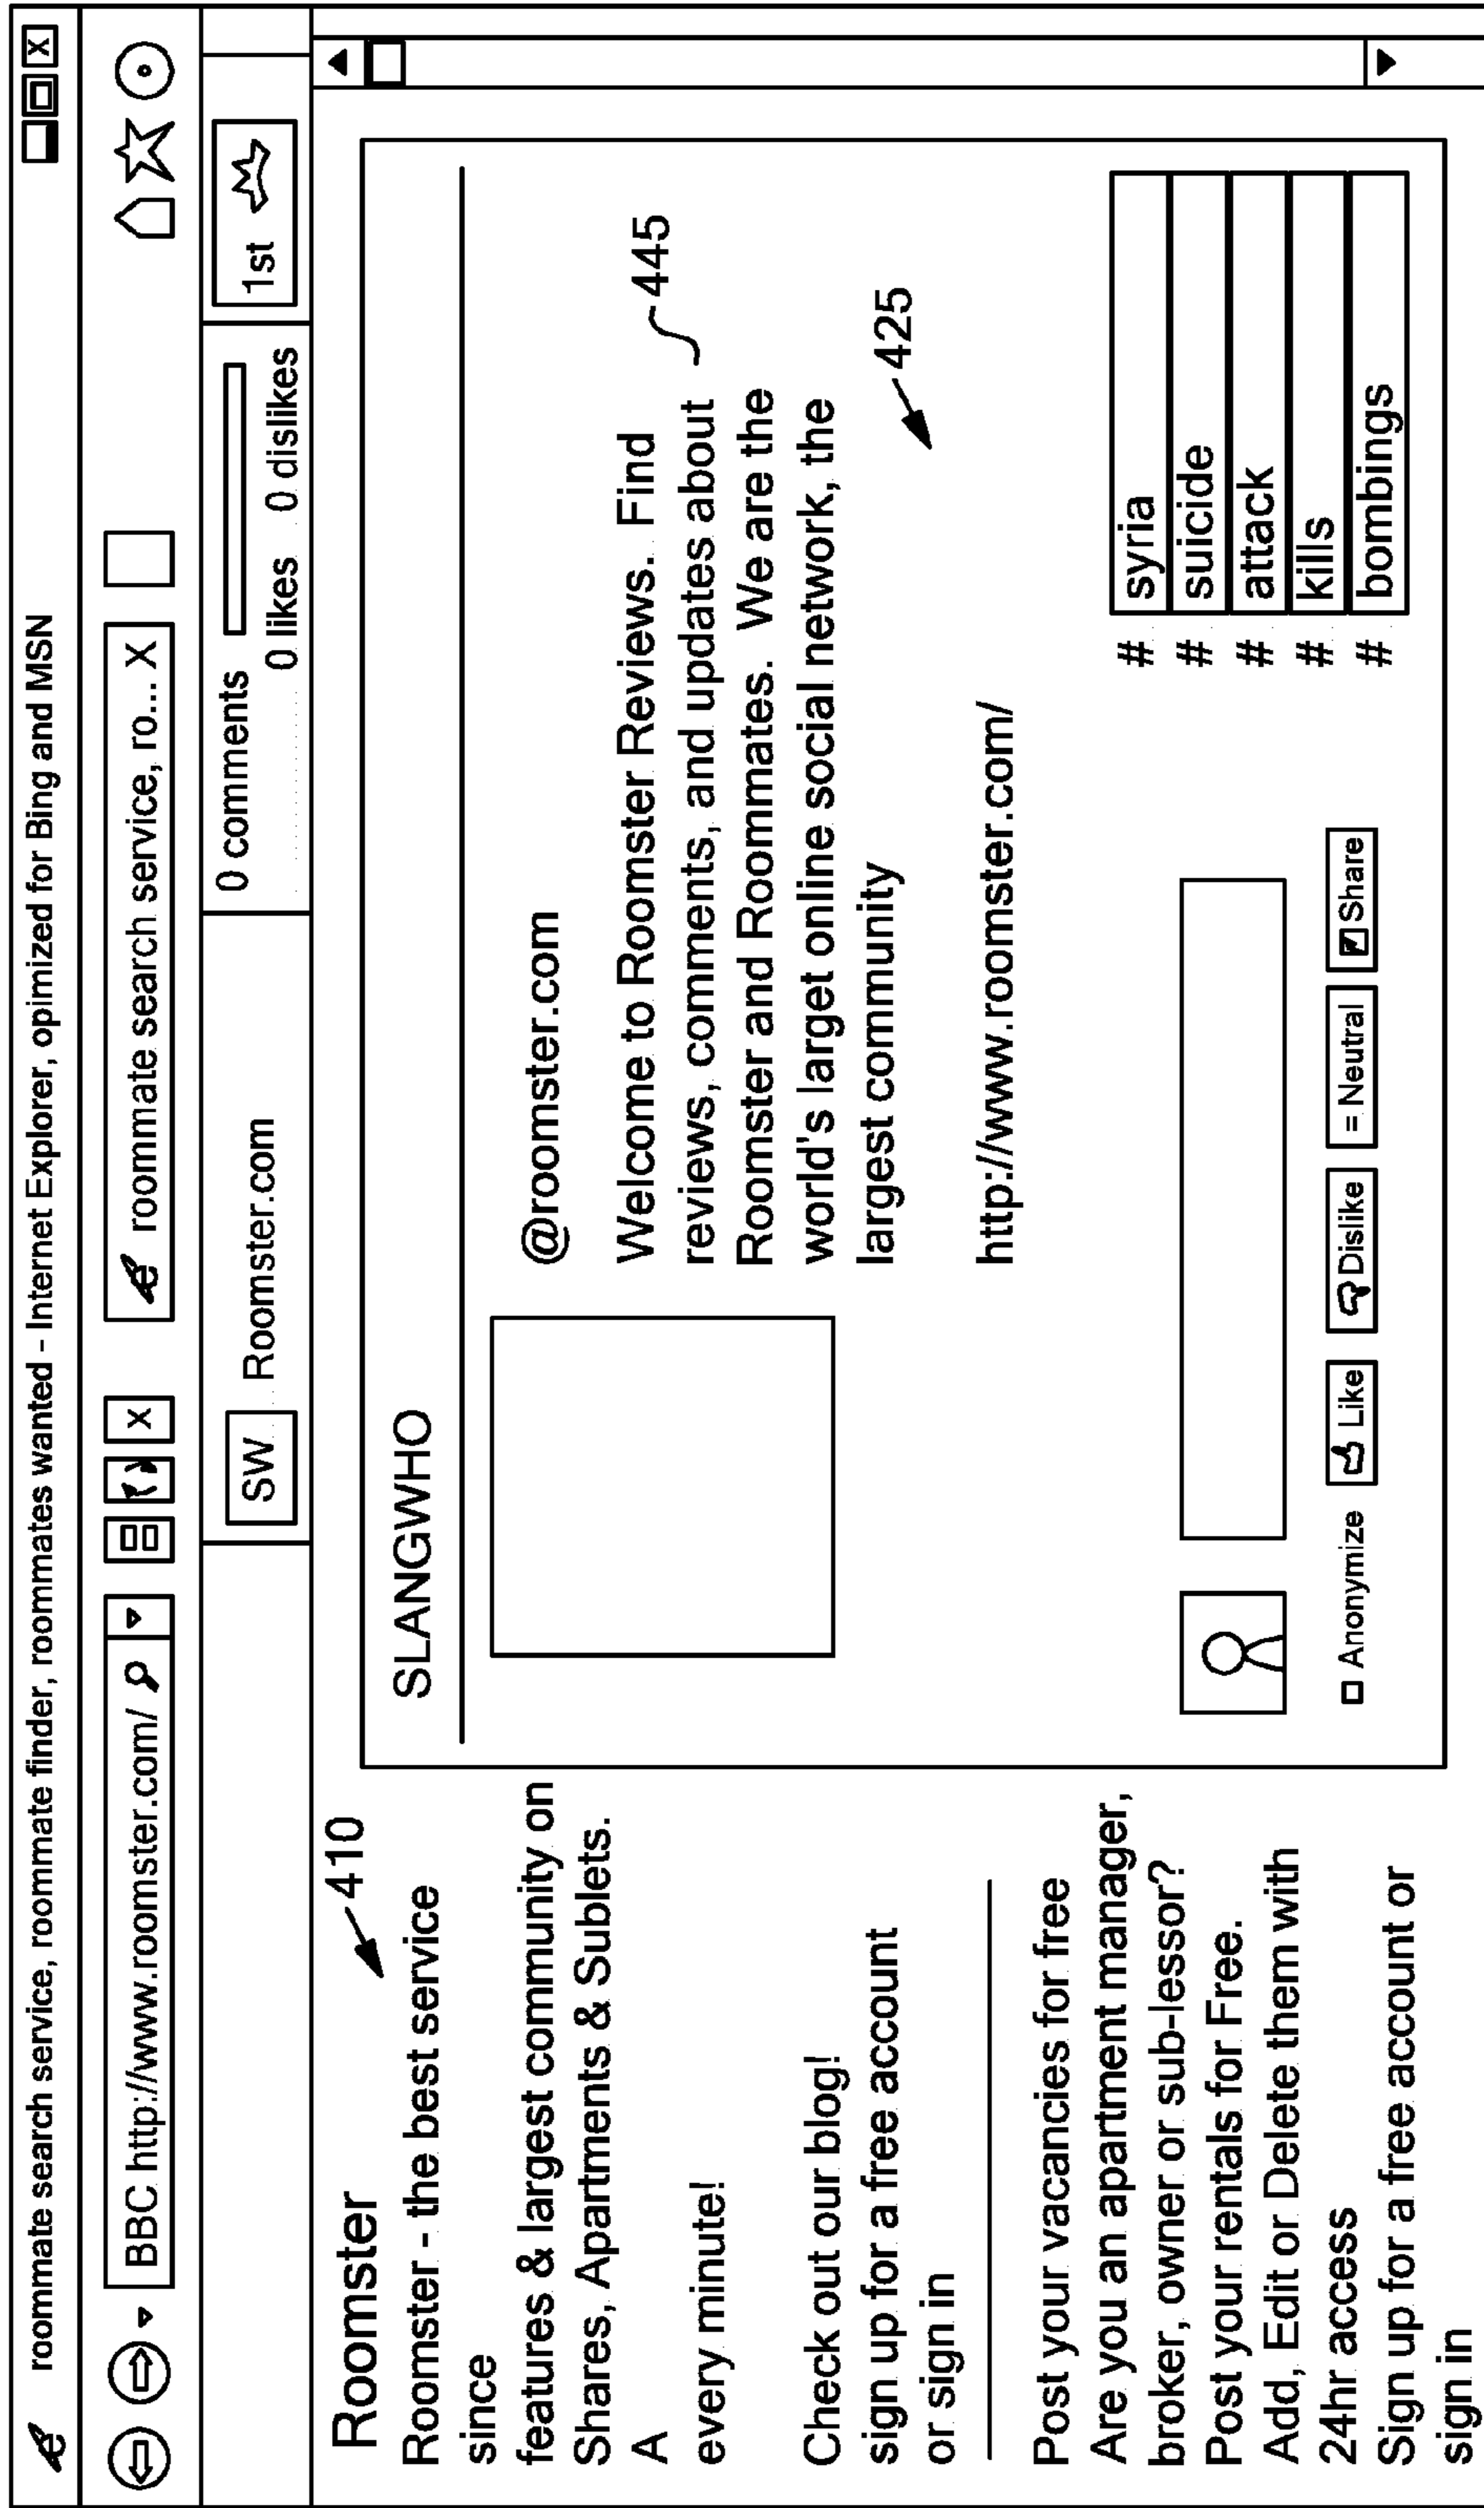 roommate search service, roommate finder, roommates wanted - Internet Explorer, opimized for Bing and MSN
BBC http://www.roomster.com/
X
roommate search service, ro... X
X
SW
Roomster.com
0 comments
0 likes 0 dislikes
1st
Roomster
410
Roomster - the best service
since
features & largest community on
Shares, Apartments & Sublets.
A
every minute!
Check out our blog!
sign up for a free account
or sign in
Post your vacancies for free
Are you an apartment manager,
broker, owner or sub-lessor?
Post your rentals for Free.
Add, Edit or Delete them with
24hr access
Sign up for a free account or
sign in
SLANGWHO
@roomster.com
Welcome to Roomster Reviews. Find
reviews, comments, and updates about
Roomster and Roommates. We are the
world's larget online social network, the
largest community
445
425
http://www.roomster.com/
# syria
# suicide
# attack
# kills
# bombings
Anonymize
Like
Dislike
= Neutral
Share